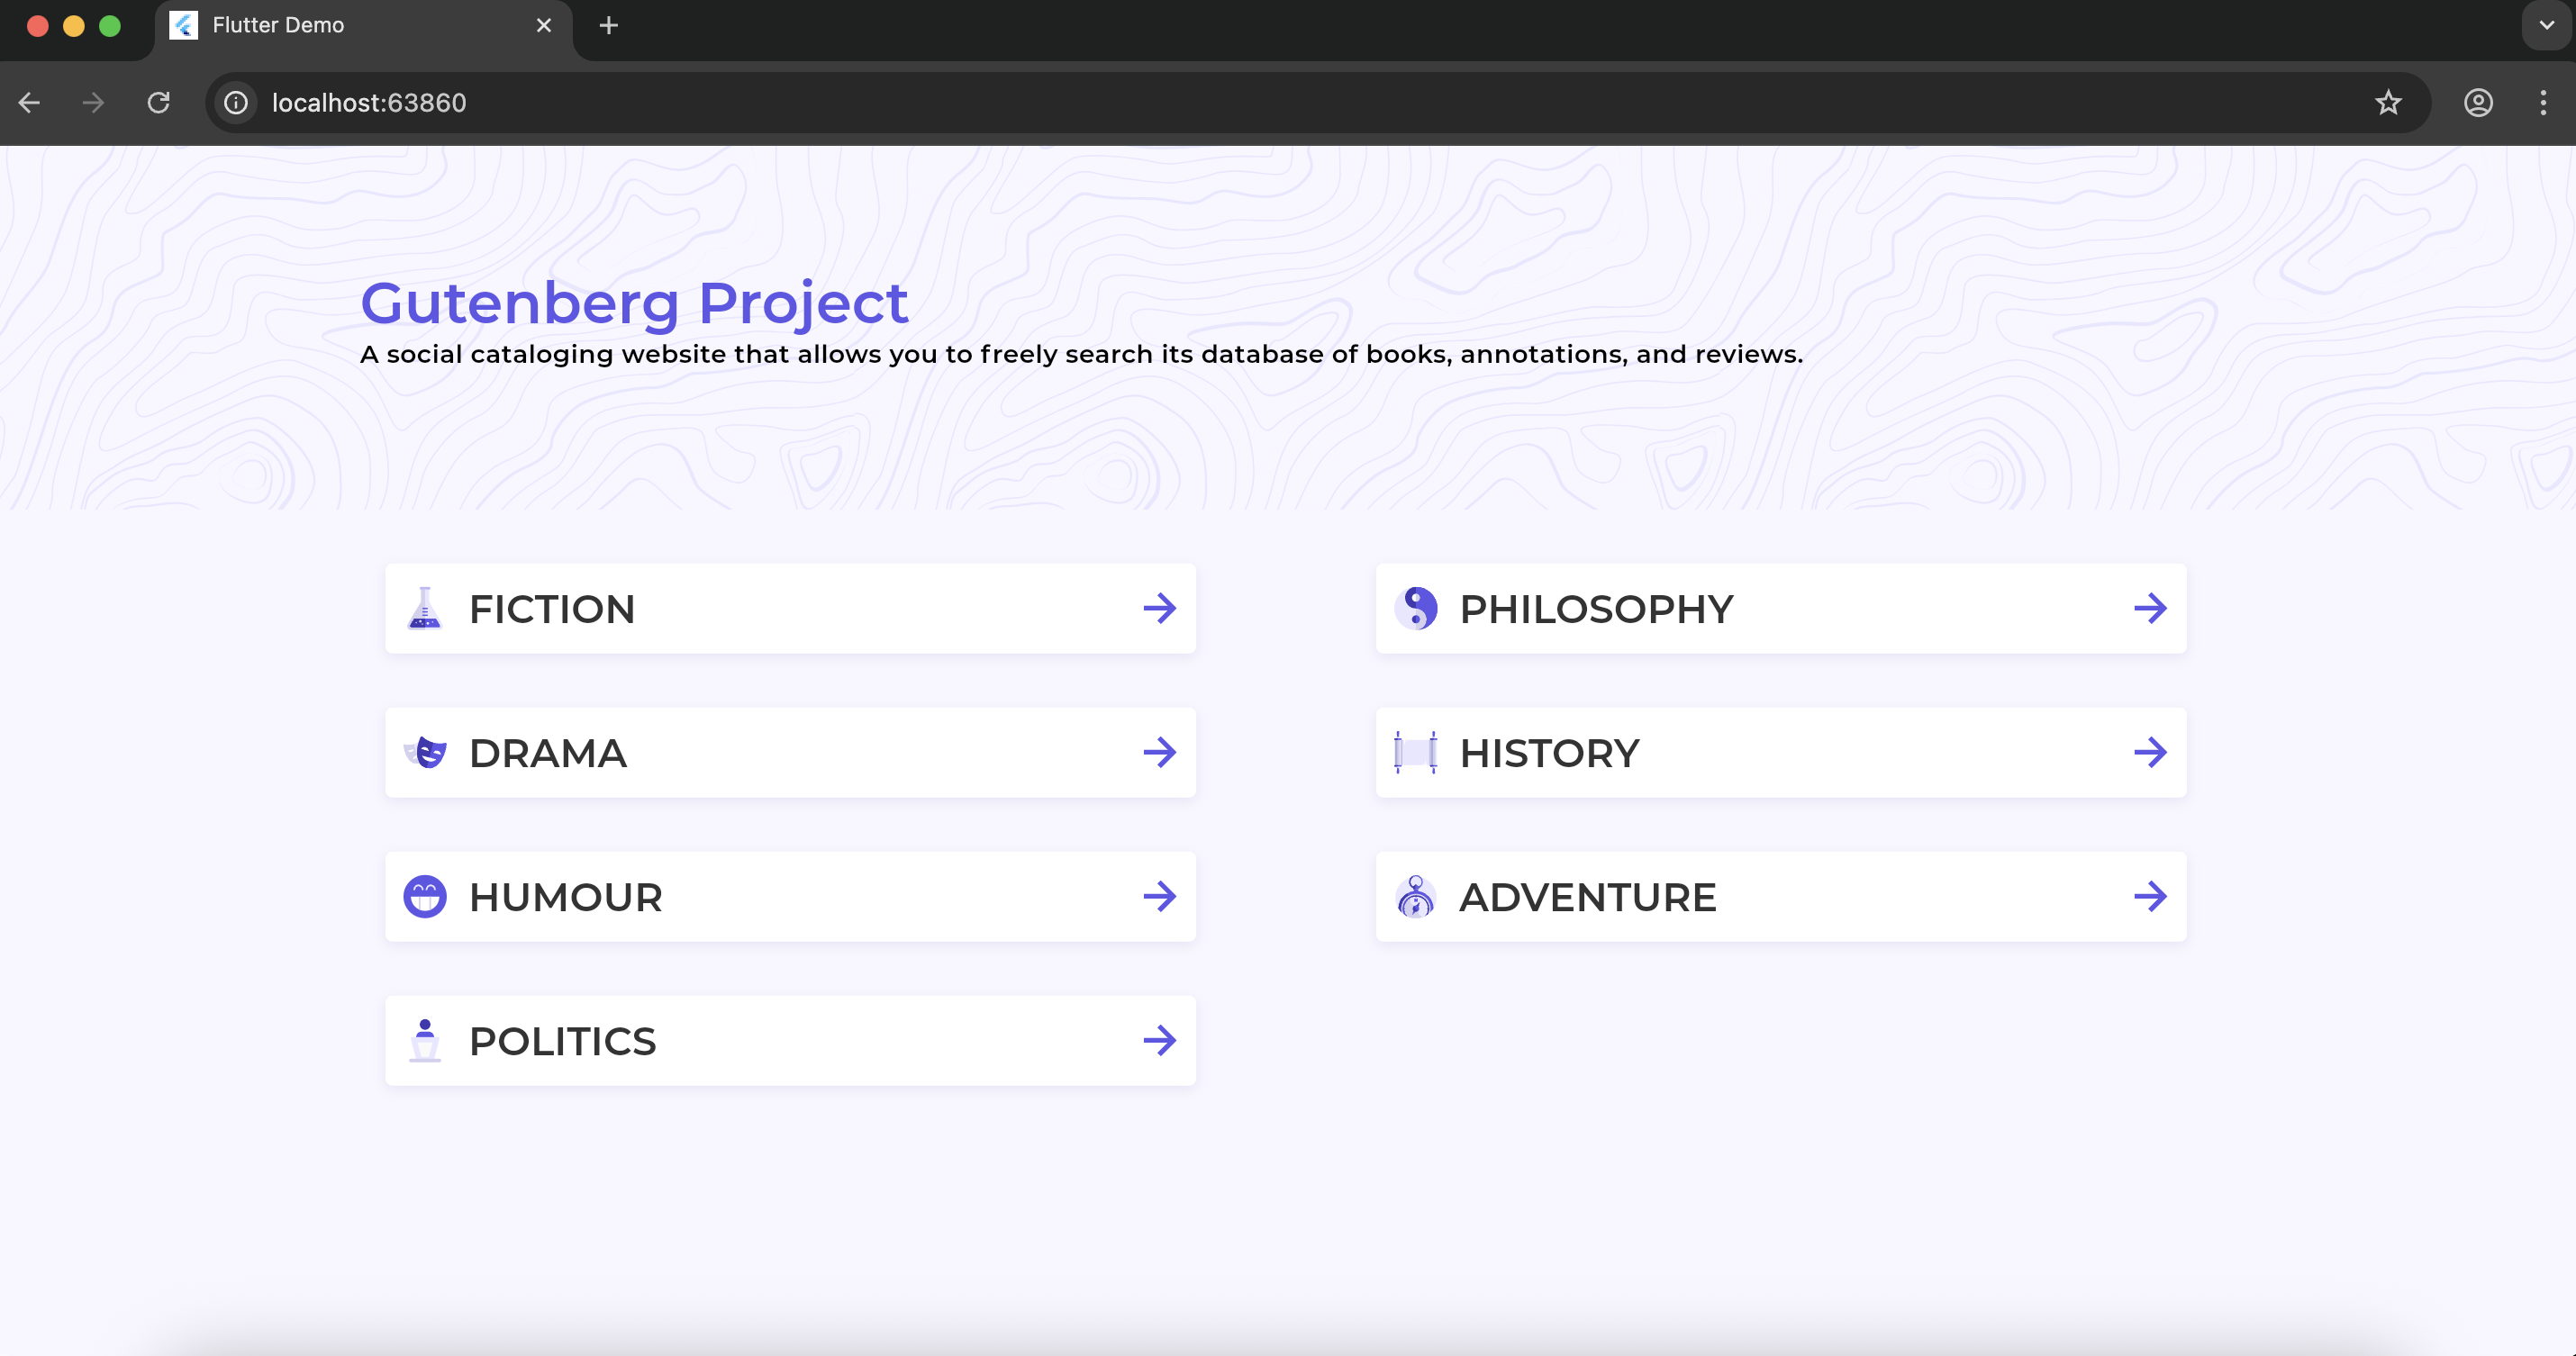 Flutter Demo
localhost:63860
Gutenberg Project
A social cataloging website that allows you to freely search its database of books, annotations, and reviews.
FICTION
PHILOSOPHY
DRAMA
HISTORY
HUMOUR
ADVENTURE
POLITICS